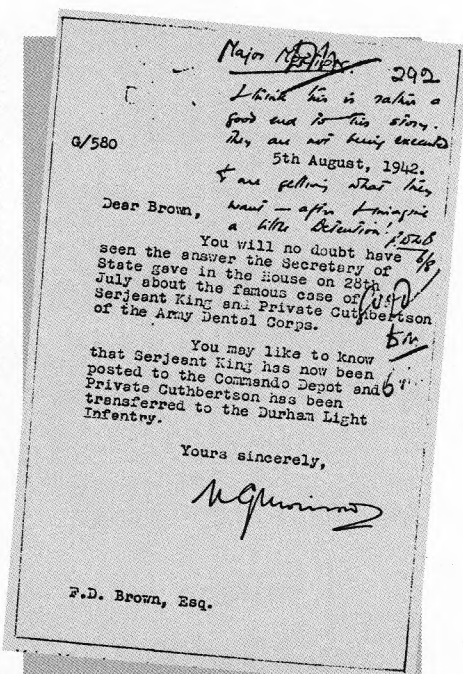 Major
292
I think this is rather a
good end to this story.
They are not being executed
G/580
5th August, 1942.
& are getting what they
want — after I imagine
a little Detention!
6/8
Dear Brown,
You will no doubt have
seen the answer the Secretary of
State gave in the House on 28th
July about the famous case of
Serjeant King and Private Cuthbertson
of the Army Dental Corps.
You may like to know
that Serjeant King has now been
posted to the Commando Depot and
Private Cuthbertson has been
transferred to the Durham Light
Infantry.
Yours sincerely,
F.D. Brown, Esq.